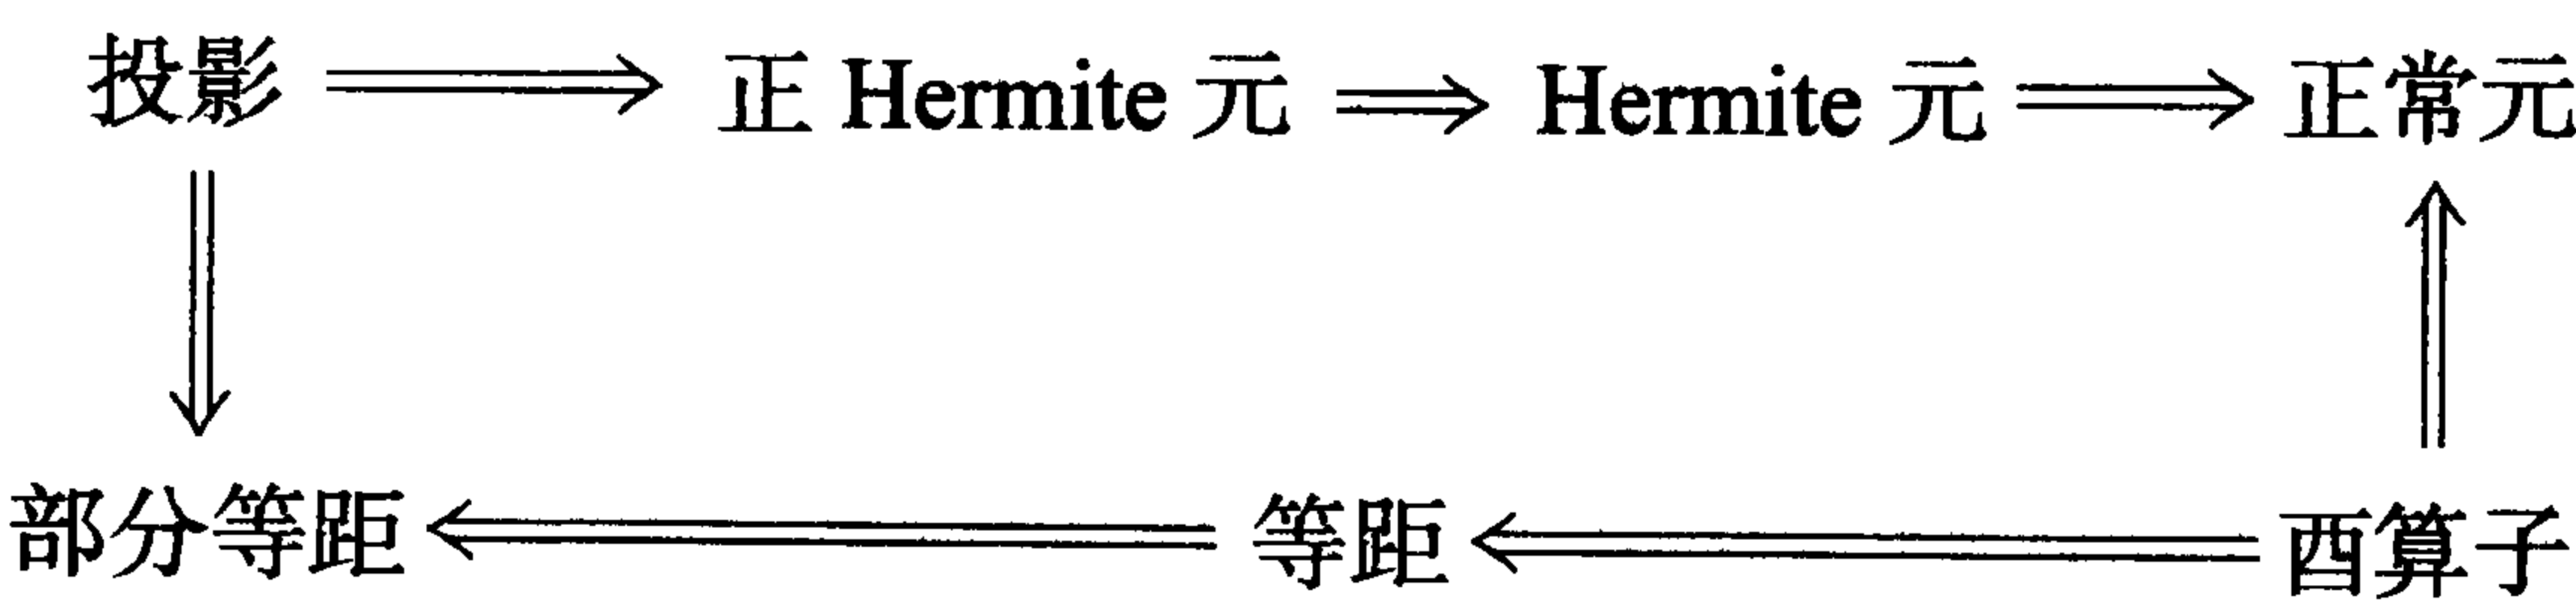 投影 正 Hermite 元 Hermite 元 正常元
部分等距 等距 酉算子